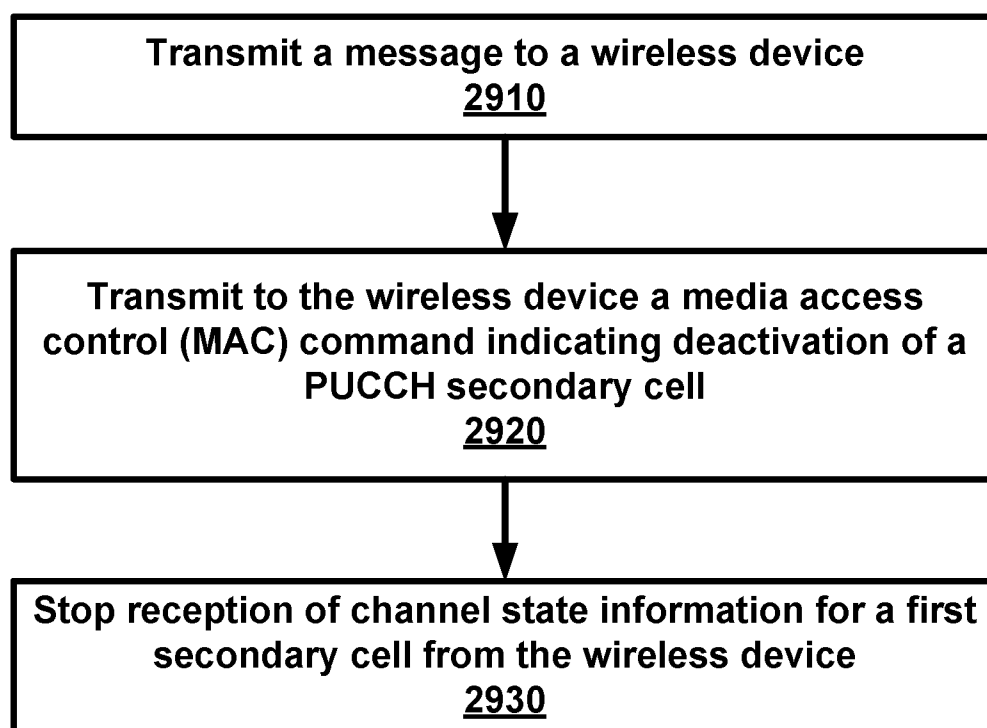 Transmit a message to a wireless device
2910
Transmit to the wireless device a media access
control (MAC) command indicating deactivation of a
PUCCH secondary cell
2920
Stop reception of channel state information for a first
secondary cell from the wireless device
2930